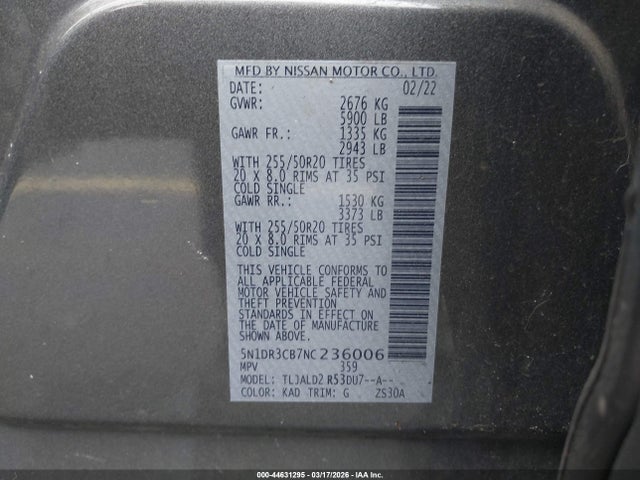 MFD BY NISSAN MOTOR CO., LTD.
DATE: 02/22
GVWR: 2676 KG
5900 LB
GAWR FR.: 1335 KG
2943 LB
WITH 255/50R20 TIRES
20 X 8.0 RIMS AT 35 PSI
COLD SINGLE
GAWR RR.: 1530 KG
3373 LB
WITH 255/50R20 TIRES
20 X 8.0 RIMS AT 35 PSI
COLD SINGLE
THIS VEHICLE CONFORMS TO
ALL APPLICABLE FEDERAL
MOTOR VEHICLE SAFETY AND
THEFT PREVENTION
STANDARDS IN EFFECT ON
THE DATE OF MANUFACTURE
SHOWN ABOVE.
5N1DR3CB7NC236006
MPV 359
MODEL: TLJALD2 R53DU7--A--
COLOR: KAD TRIM: G ZS30A
000-44631295 - 03/17/2026 - IAA Inc.